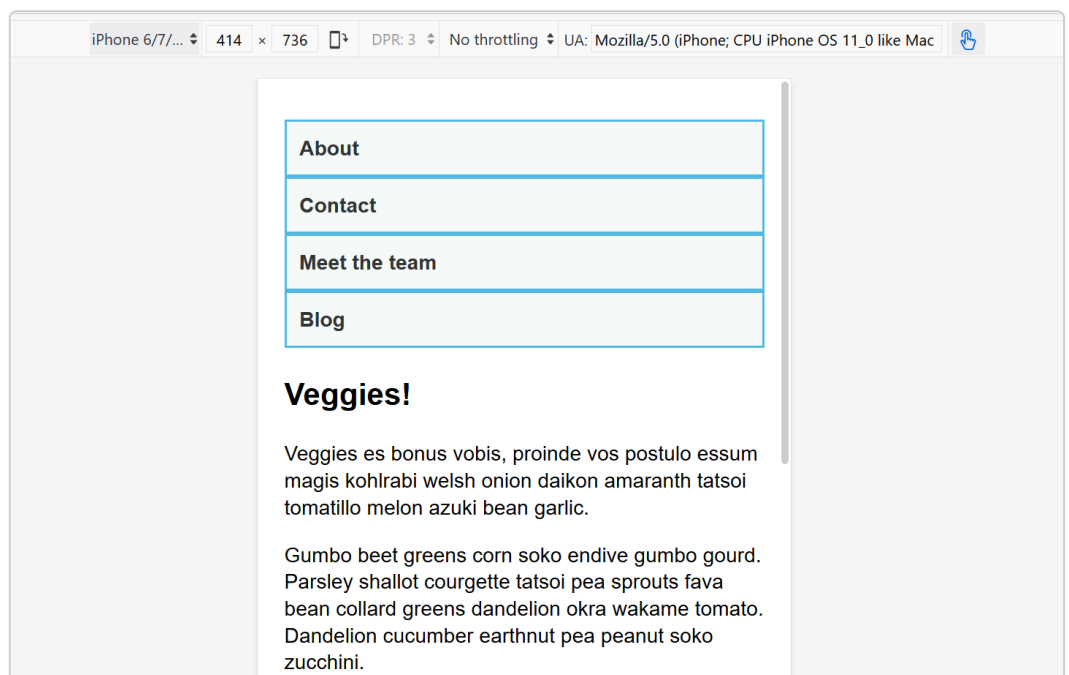 iPhone 6/7/... 414 × 736 DPR: 3 No throttling UA: Mozilla/5.0 (iPhone; CPU iPhone OS 11_0 like Mac
About
Contact
Meet the team
Blog
Veggies!
Veggies es bonus vobis, proinde vos postulo essum
magis kohlrabi welsh onion daikon amaranth tatsoi
tomatillo melon azuki bean garlic.
Gumbo beet greens corn soko endive gumbo gourd.
Parsley shallot courgette tatsoi pea sprouts fava
bean collard greens dandelion okra wakame tomato.
Dandelion cucumber earthnut pea peanut soko
zucchini.